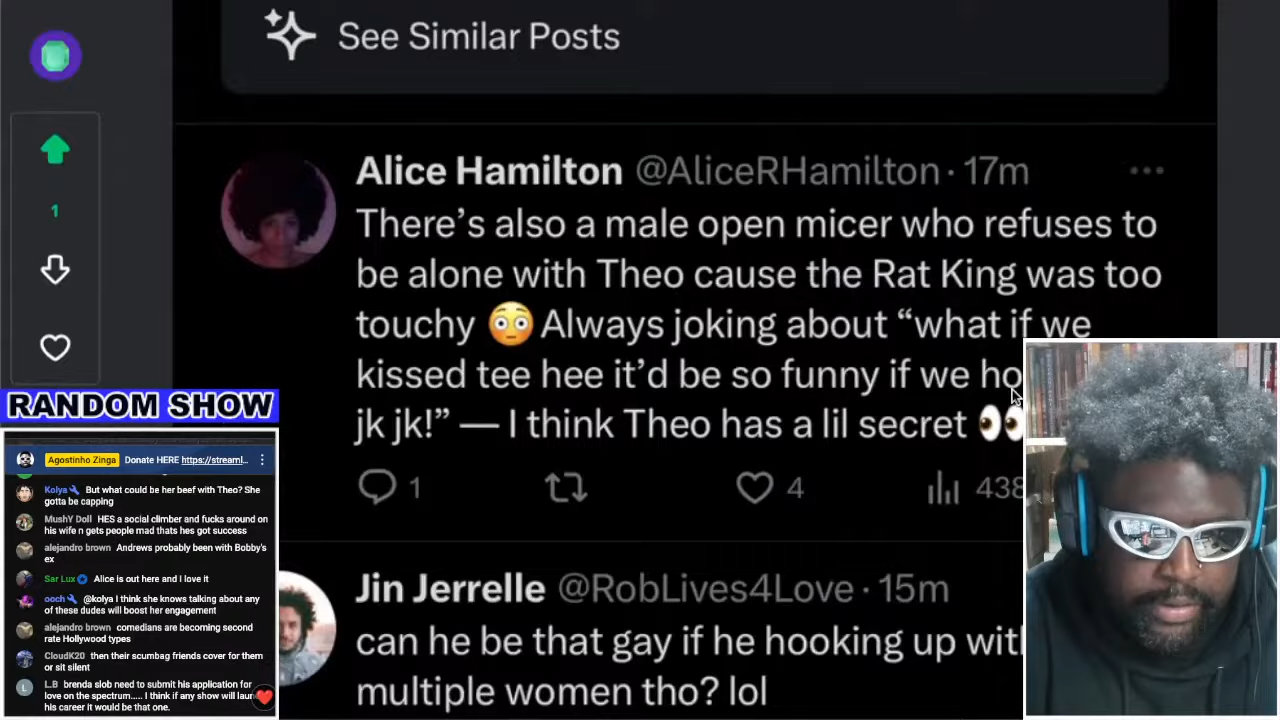 See Similar Posts
1
Alice Hamilton @AliceRHamilton · 17m
There's also a male open micer who refuses to
be alone with Theo cause the Rat King was too
touchy 😳 Always joking about “what if we
kissed tee hee it'd be so funny if we ho
jk jk!” — I think Theo has a lil secret 👀
1
4
438
Jin Jerrelle @RobLives4Love · 15m
can he be that gay if he hooking up with
multiple women tho? lol
RANDOM SHOW
Agostinho Zinga Donate HERE https://streaml...
Kolya But what could be her beef with Theo? She
gotta be capping
MushY Doll HES a social climber and fucks around on
his wife n gets people mad thats hes got success
alejandro brown Andrews probably been with Bobby's
ex
Sar Lux Alice is out here and I love it
ooch @kolya I think she knows talking about any
of these dudes will boost her engagement
alejandro brown comedians are becoming second
rate Hollywood types
CloudK20 then their scumbag friends cover for them
or sit silent
L
L.B brenda slob need to submit his application for
love on the spectrum..... I think if any show will laun
his career it would be that one.